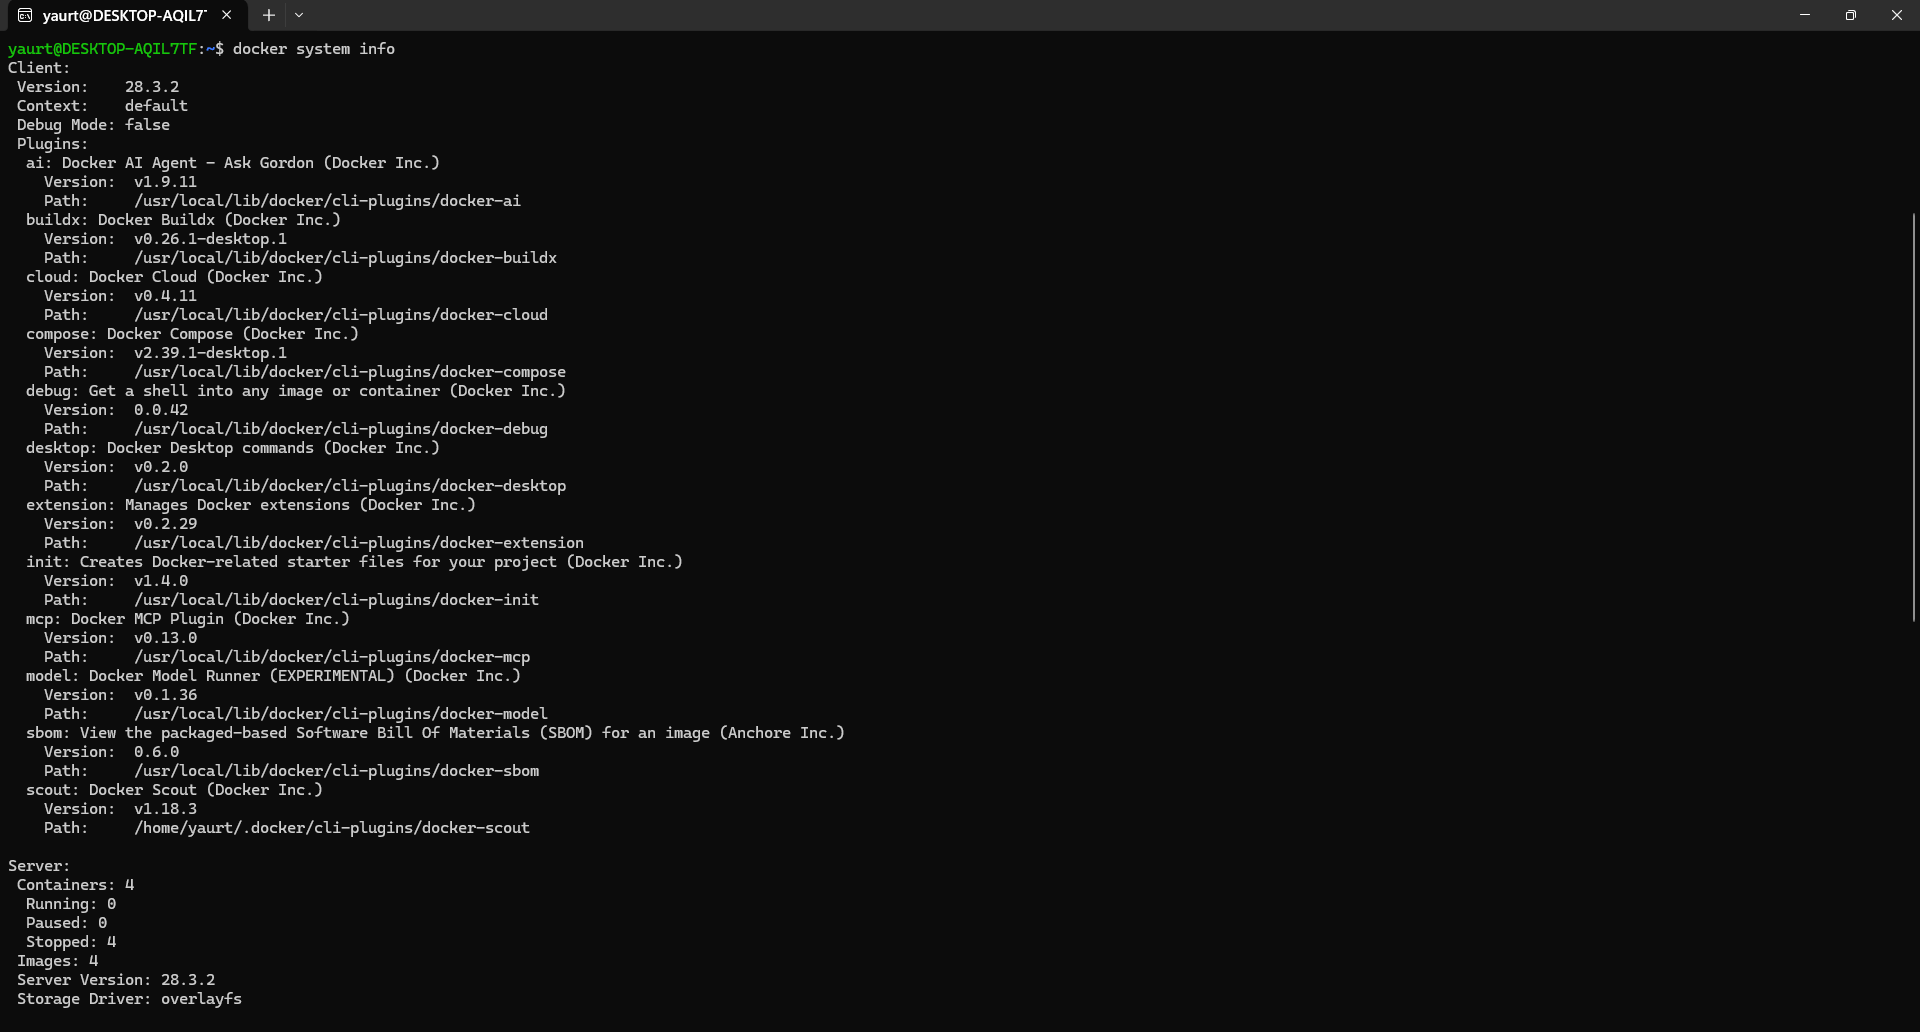 yaurt@DESKTOP-AQIL7T
yaurt@DESKTOP-AQIL7TF:~$ docker system info
Client:
 Version:    28.3.2
 Context:    default
 Debug Mode: false
 Plugins:
  ai: Docker AI Agent - Ask Gordon (Docker Inc.)
    Version:  v1.9.11
    Path:     /usr/local/lib/docker/cli-plugins/docker-ai
  buildx: Docker Buildx (Docker Inc.)
    Version:  v0.26.1-desktop.1
    Path:     /usr/local/lib/docker/cli-plugins/docker-buildx
  cloud: Docker Cloud (Docker Inc.)
    Version:  v0.4.11
    Path:     /usr/local/lib/docker/cli-plugins/docker-cloud
  compose: Docker Compose (Docker Inc.)
    Version:  v2.39.1-desktop.1
    Path:     /usr/local/lib/docker/cli-plugins/docker-compose
  debug: Get a shell into any image or container (Docker Inc.)
    Version:  0.0.42
    Path:     /usr/local/lib/docker/cli-plugins/docker-debug
  desktop: Docker Desktop commands (Docker Inc.)
    Version:  v0.2.0
    Path:     /usr/local/lib/docker/cli-plugins/docker-desktop
  extension: Manages Docker extensions (Docker Inc.)
    Version:  v0.2.29
    Path:     /usr/local/lib/docker/cli-plugins/docker-extension
  init: Creates Docker-related starter files for your project (Docker Inc.)
    Version:  v1.4.0
    Path:     /usr/local/lib/docker/cli-plugins/docker-init
  mcp: Docker MCP Plugin (Docker Inc.)
    Version:  v0.13.0
    Path:     /usr/local/lib/docker/cli-plugins/docker-mcp
  model: Docker Model Runner (EXPERIMENTAL) (Docker Inc.)
    Version:  v0.1.36
    Path:     /usr/local/lib/docker/cli-plugins/docker-model
  sbom: View the packaged-based Software Bill Of Materials (SBOM) for an image (Anchore Inc.)
    Version:  0.6.0
    Path:     /usr/local/lib/docker/cli-plugins/docker-sbom
  scout: Docker Scout (Docker Inc.)
    Version:  v1.18.3
    Path:     /home/yaurt/.docker/cli-plugins/docker-scout

Server:
 Containers: 4
  Running: 0
  Paused: 0
  Stopped: 4
 Images: 4
 Server Version: 28.3.2
 Storage Driver: overlayfs